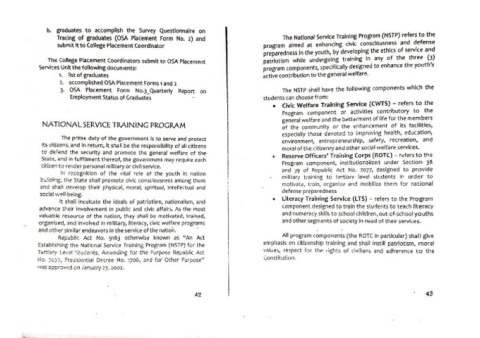 b. graduates to accomplish the Survey Questionnaire on
Tracing of graduates (OSA Placement Form No. 2) and
submit it to College Placement Coordinator
The College Placement Coordinators submit to OSA Placement
Services Unit the following documents:
1. list of graduates
2. accomplished OSA Placement Forms 1 and 2
3. OSA Placement Form No.3_Quarterly Report on
Employment Status of Graduates
NATIONAL SERVICE TRAINING PROGRAM
The prime duty of the government is to serve and protect
its citizens, and in return, it shall be the responsibility of all citizens
to defend the security and promote the general welfare of the
State, and in fulfillment thereof, the government may require each
citizen to render personal military or civil service.
In recognition of the vital role of the youth in nation
building, the State shall promote civic consciousness among them
and shall develop their physical, moral, spiritual, intellectual and
social well-being.
It shall inculcate the ideals of patriotism, nationalism, and
advance their involvement in public and civic affairs. As the most
valuable resource of the nation, they shall be motivated, trained,
organized, and involved in military, literacy, civic welfare programs
and other similar endeavors in the service of the nation.
Republic Act No. 9163 otherwise known as "An Act
Establishing the National Service Training Program (NSTP) for the
Tertiary Level Students, Amending for the Purpose Republic Act
No. 7077, Presidential Decree No. 1706, and for Other Purpose"
was approved on January 23, 2002.
42
The National Service Training Program (NSTP) refers to the
program aimed at enhancing civic consciousness and defense
preparedness in the youth, by developing the ethics of service and
patriotism while undergoing training in any of the three (3)
program components, specifically designed to enhance the youth's
active contribution to the general welfare.
The NSTP shall have the following components which the
students can choose from:
• Civic Welfare Training Service (CWTS) – refers to the
Program component or activities contributory to the
general welfare and the betterment of life for the members
of the community or the enhancement of its facilities,
especially those devoted to improving health, education,
environment, entrepreneurship, safety, recreation, and
moral of the citizenry and other social welfare services.
• Reserve Officers' Training Corps (ROTC) – refers to the
Program component, institutionalized under Section 38
and 39 of Republic Act No. 7077, designed to provide
military training to tertiary level students in order to
motivate, train, organize and mobilize them for national
defense preparedness
• Literacy Training Service (LTS) – refers to the Program
component designed to train the students to teach literacy
and numeracy skills to school children, out-of-school youths
and other segments of society in need of their services.
All program components (the ROTC in particular) shall give
emphasis on citizenship training and shall instill patriotism, moral
values, respect for the rights of civilians and adherence to the
Constitution.
43